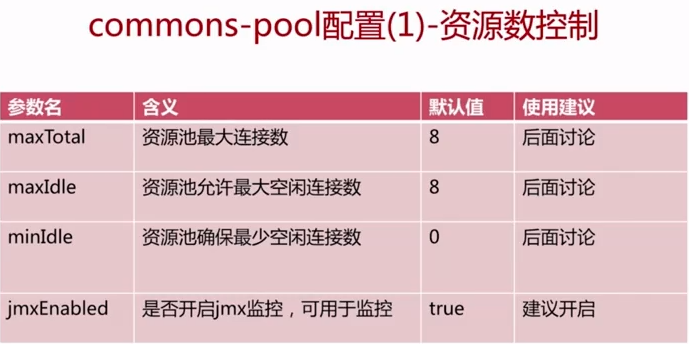 commons-pool配置(1)-资源数控制
参数名 含义 默认值 使用建议
maxTotal 资源池最大连接数 8 后面讨论
maxIdle 资源池允许最大空闲连接数 8 后面讨论
minIdle 资源池确保最少空闲连接数 0 后面讨论
jmxEnabled 是否开启jmx监控，可用于监控 true 建议开启